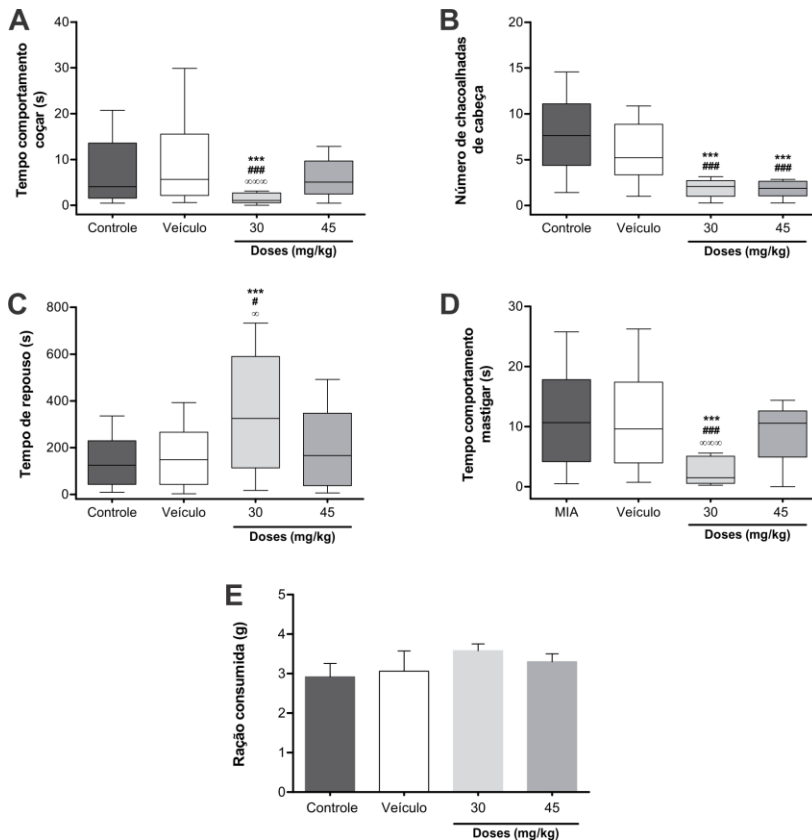 A
Tempo comportamento
coçar (s)
40
30
20
10
0
***
###
∞∞∞
Controle
Veículo
30
45
Doses (mg/kg)
B
Número de chacoalhadas
de cabeça
20
15
10
5
0
***
###
***
###
Controle
Veículo
30
45
Doses (mg/kg)
C
Tempo de repouso (s)
800
600
400
200
0
***
#
∞
Controle
Veículo
30
45
Doses (mg/kg)
D
Tempo comportamento
mastigar (s)
30
20
10
0
***
###
∞∞∞
MIA
Veículo
30
45
Doses (mg/kg)
E
Ração consumida (g)
5
4
3
2
1
0
Controle
Veículo
30
45
Doses (mg/kg)